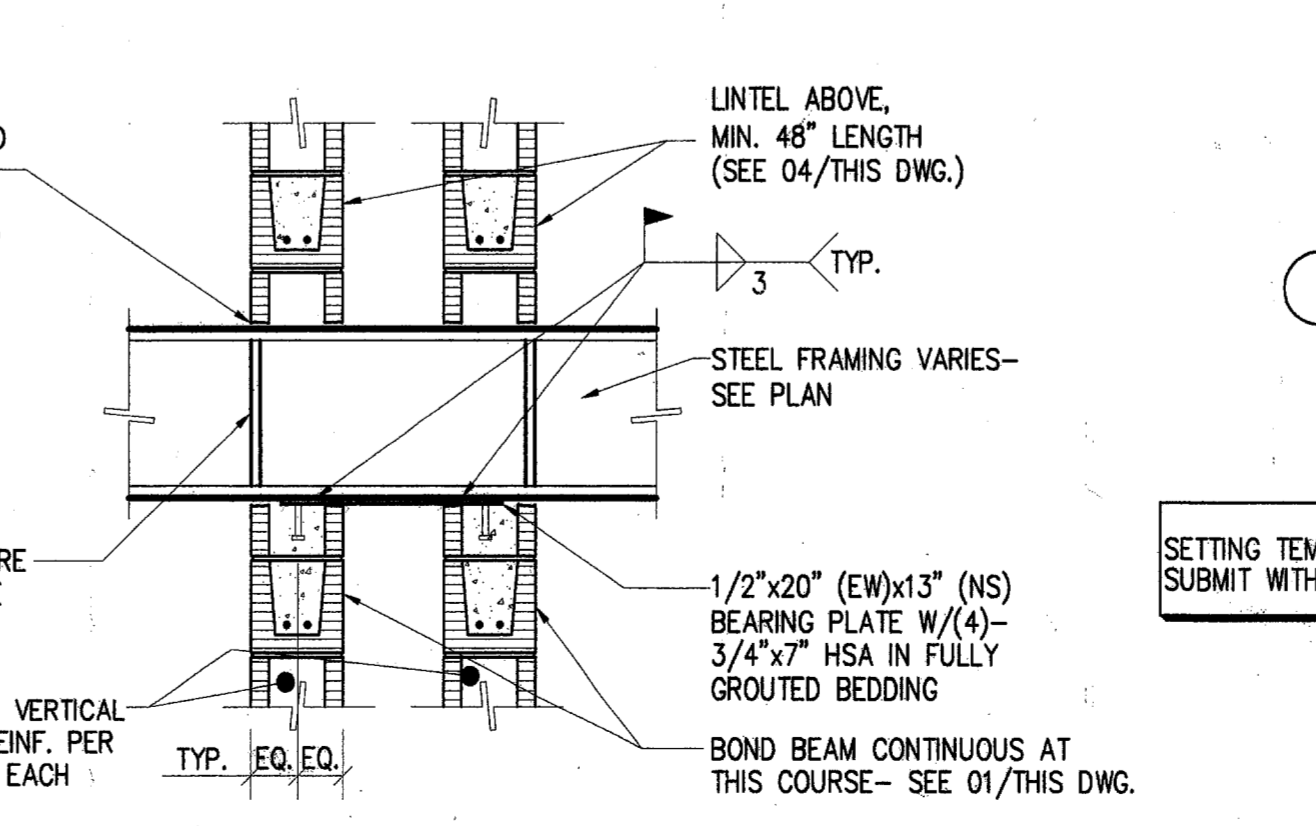 LINTEL ABOVE,
MIN. 48" LENGTH
(SEE 04/THIS DWG.)
3
TYP.
STEEL FRAMING VARIES-
SEE PLAN
1/2"x20" (EW)x13" (NS)
BEARING PLATE W/(4)-
3/4"x7" HSA IN FULLY
GROUTED BEDDING
BOND BEAM CONTINUOUS AT
THIS COURSE- SEE 01/THIS DWG.
VERTICAL
EINF. PER
EACH
TYP. EQ. EQ.
RE
SETTING TEM
SUBMIT WITH